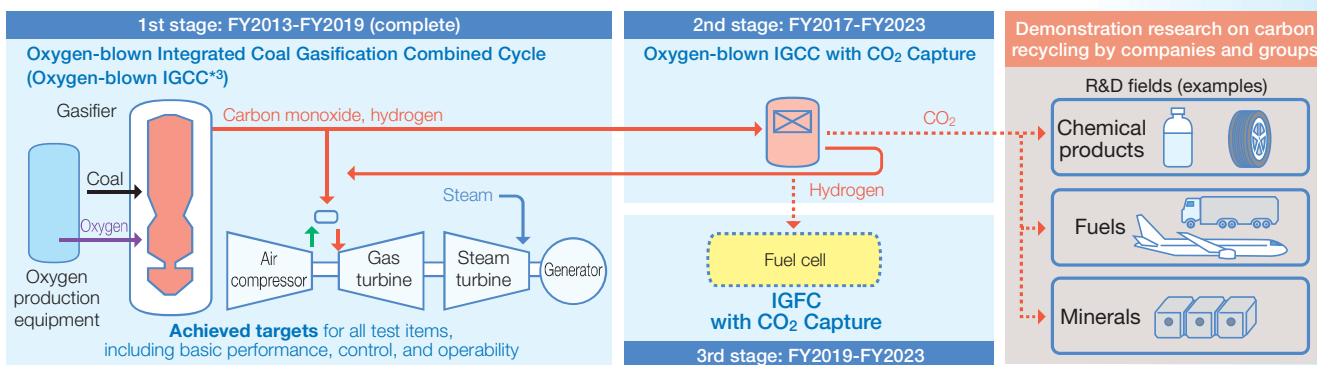 1st stage: FY2013-FY2019 (complete)
Oxygen-blown Integrated Coal Gasification Combined Cycle
(Oxygen-blown IGCC*3)
Gasifier
Carbon monoxide, hydrogen
Coal
Oxygen
Oxygen
production
equipment
Steam
Air
compressor
Gas
turbine
Steam
turbine
Generator
Achieved targets for all test items,
including basic performance, control, and operability
2nd stage: FY2017-FY2023
Oxygen-blown IGCC with CO2 Capture
CO2
Hydrogen
Fuel cell
IGFC
with CO2 Capture
3rd stage: FY2019-FY2023
Demonstration research on carbon
recycling by companies and groups
R&D fields (examples)
Chemical
products
Fuels
Minerals